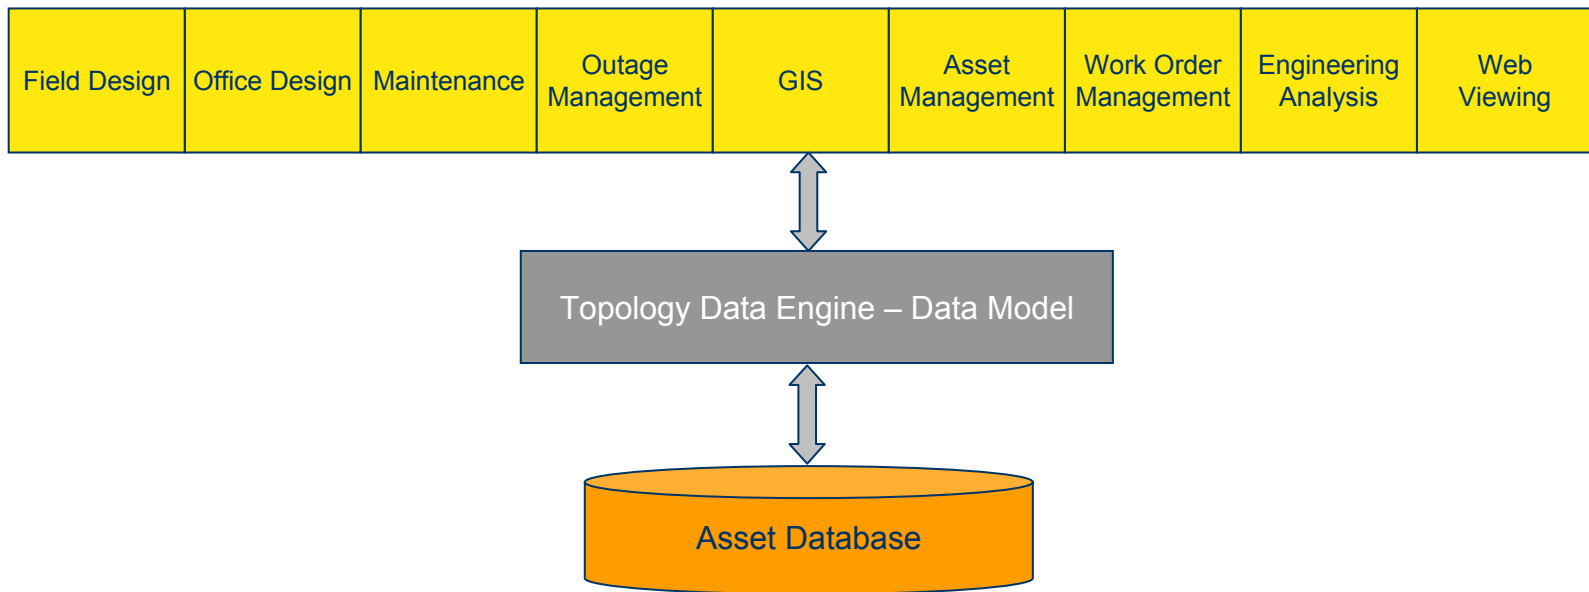 Field Design
Office Design
Maintenance
Outage
Management
GIS
Asset
Management
Work Order
Management
Engineering
Analysis
Web
Viewing
Topology Data Engine – Data Model
Asset Database